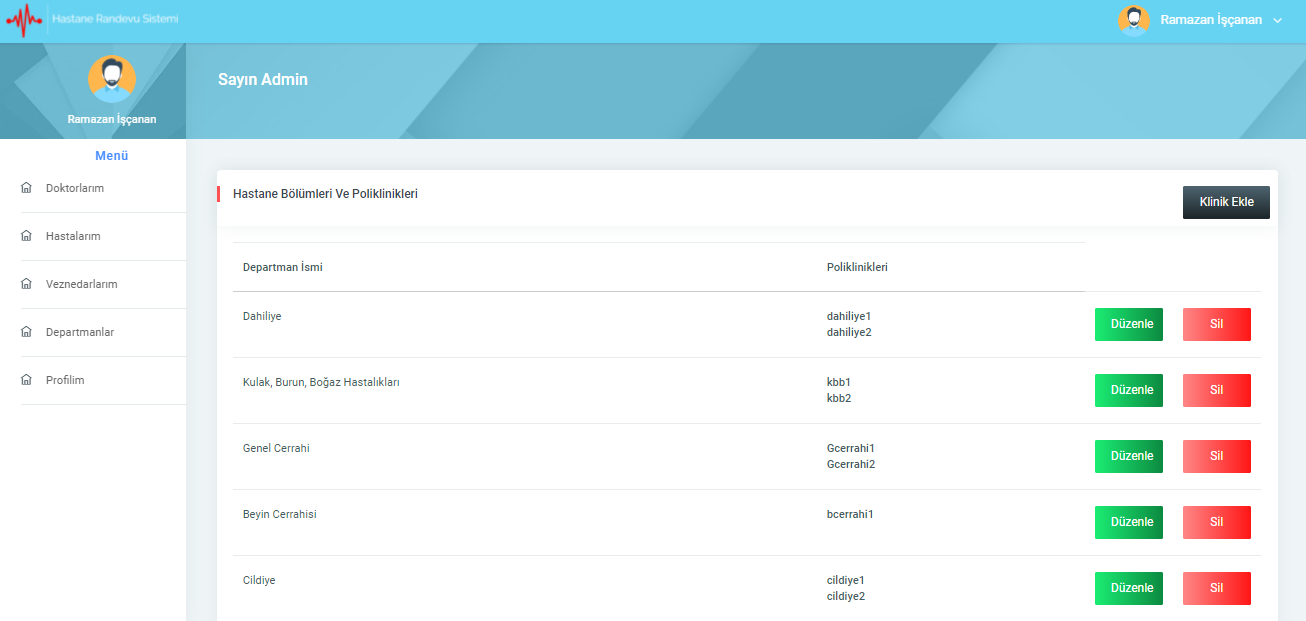 Hastane Randevu Sistemi
Ramazan İşçanan
Ramazan İşçanan
Sayın Admin
Menü
Doktorlarım
Hastalarım
Veznedarlarım
Departmanlar
Profilim
Hastane Bölümleri Ve Poliklinikleri
Klinik Ekle
Departman İsmi Poliklinikleri
Dahiliye dahiliye1 Düzenle Sil
dahiliye2
Kulak, Burun, Boğaz Hastalıkları kbb1 Düzenle Sil
kbb2
Genel Cerrahi Gcerrahi1 Düzenle Sil
Gcerrahi2
Beyin Cerrahisi bcerrahi1 Düzenle Sil
Cildiye cildiye1 Düzenle Sil
cildiye2